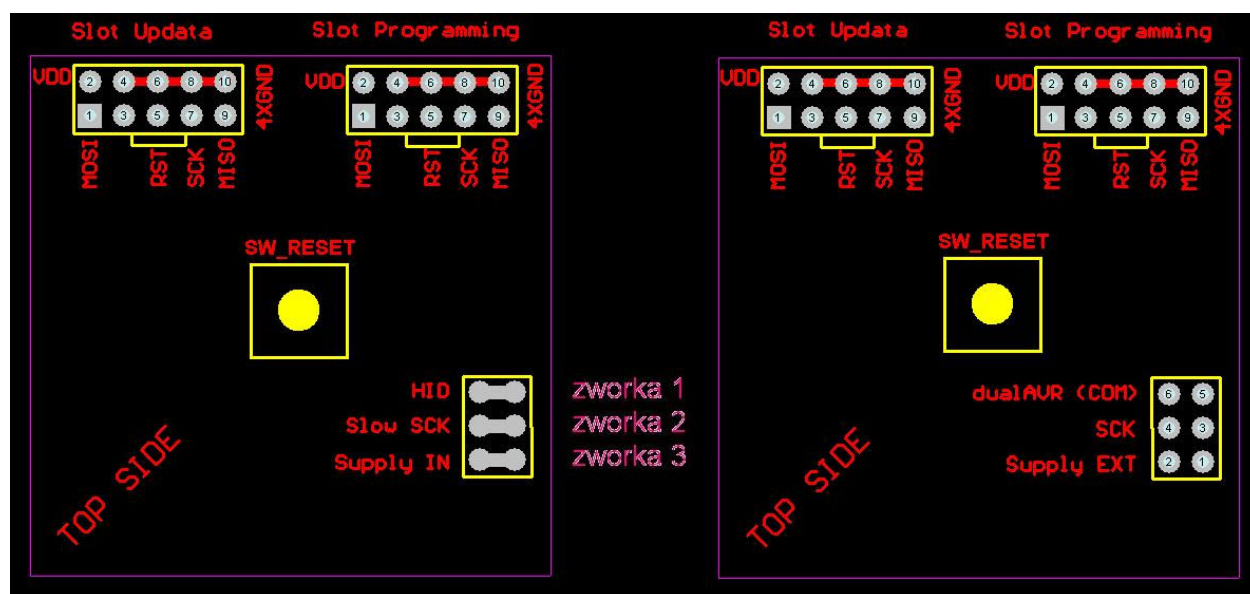 Slot Updata
Slot Programming
VDD
2 4 6 8 10
1 3 5 7 9
4XGND
MOSI
RST
SCK
MISO
VDD
2 4 6 8 10
1 3 5 7 9
4XGND
MOSI
RST
SCK
MISO
SW_RESET
HID
Slow SCK
Supply IN
TOP SIDE
zworka 1
zworka 2
zworka 3
Slot Updata
Slot Programming
VDD
2 4 6 8 10
1 3 5 7 9
4XGND
MOSI
RST
SCK
MISO
VDD
2 4 6 8 10
1 3 5 7 9
4XGND
MOSI
RST
SCK
MISO
SW_RESET
dualAVR (COM) 6 5
SCK 4 3
Supply EXT 2 1
TOP SIDE